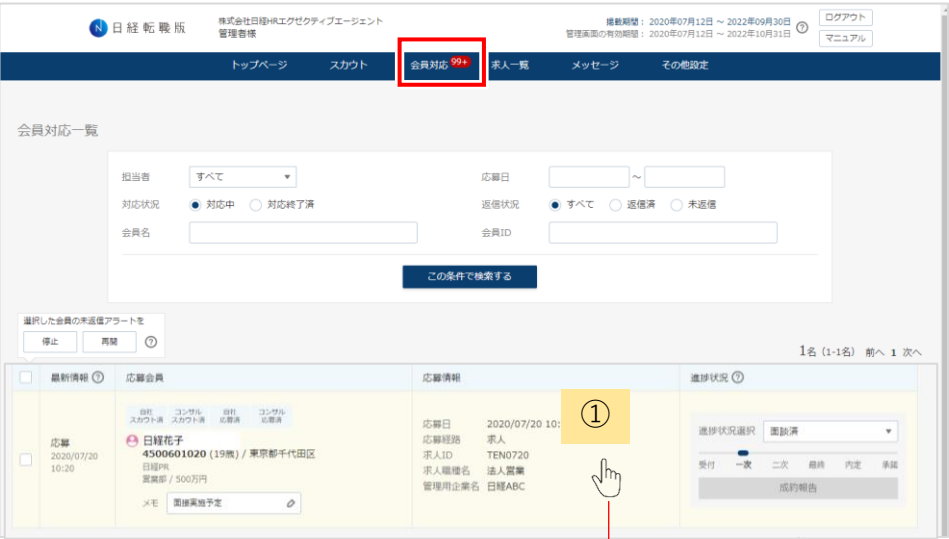 日経転職版
株式会社日経HRエグゼクティブエージェント
管理者様
掲載期間： 2020年07月12日 ～ 2022年09月30日
管理画面の有効期間： 2020年07月12日 ～ 2022年10月31日
?
ログアウト
マニュアル
トップページ スカウト 会員対応 99+ 求人一覧 メッセージ その他設定
会員対応一覧
担当者 すべて 応募日 ～
対応状況 対応中 対応終了済 返信状況 すべて 返信済 未返信
会員名 会員ID
この条件で検索する
選択した会員の未返信アラートを
停止 再開 ?
1名 (1-1名) 前へ 1 次へ
最新情報 ? 応募会員 応募情報 進捗状況 ?
応募
2020/07/20
10:20
自社 コンサル 自社 コンサル
スカウト済 スカウト済 応募済 応募済
日経花子
4500601020 (19歳) / 東京都千代田区
日経PR
営業部 / 500万円
メモ 面接実施予定
応募日 2020/07/20 10:
応募経路 求人
求人ID TEN0720
求人職種名 法人営業
管理用企業名 日経ABC
①
進捗状況選択 面談済
受付 一次 二次 最終 内定 承諾
成約報告